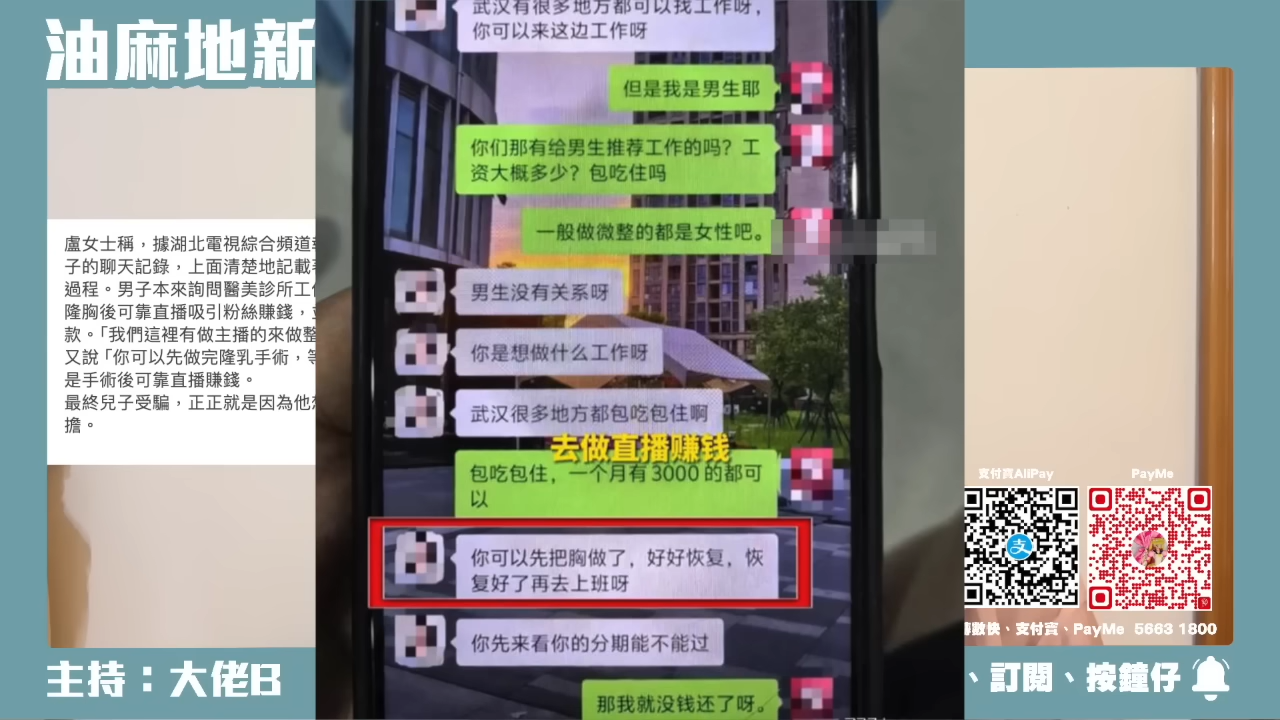 油麻地新
盧女士稱，據湖北電視綜合頻道
子的聊天記錄，上面清楚地記載
過程。男子本來詢問醫美診所工
隆胸後可靠直播吸引粉絲賺錢，
款。「我們這裡有做主播的來做整
又說「你可以先做完隆乳手術，
是手術後可靠直播賺錢。
最終兒子受騙，正正就是因為他
擔。
武汉有很多地方都可以找工作呀，
你可以来这边工作呀
但是我是男生耶
你们那有给男生推荐工作的吗？工
资大概多少？包吃住吗
一般做微整的都是女性吧。
男生没有关系呀
你是想做什么工作呀
武汉很多地方都包吃包住啊
去做直播赚钱
包吃包住，一个月有3000的都可
以
你可以先把胸做了，好好恢复，恢
复好了再去上班呀
你先来看你的分期能不能过
那我就没钱还了呀。
支付寶AliPay
PayMe
支
轉數快、支付寶、PayMe 5663 1800
主持：大佬B
、訂閱、按鐘仔